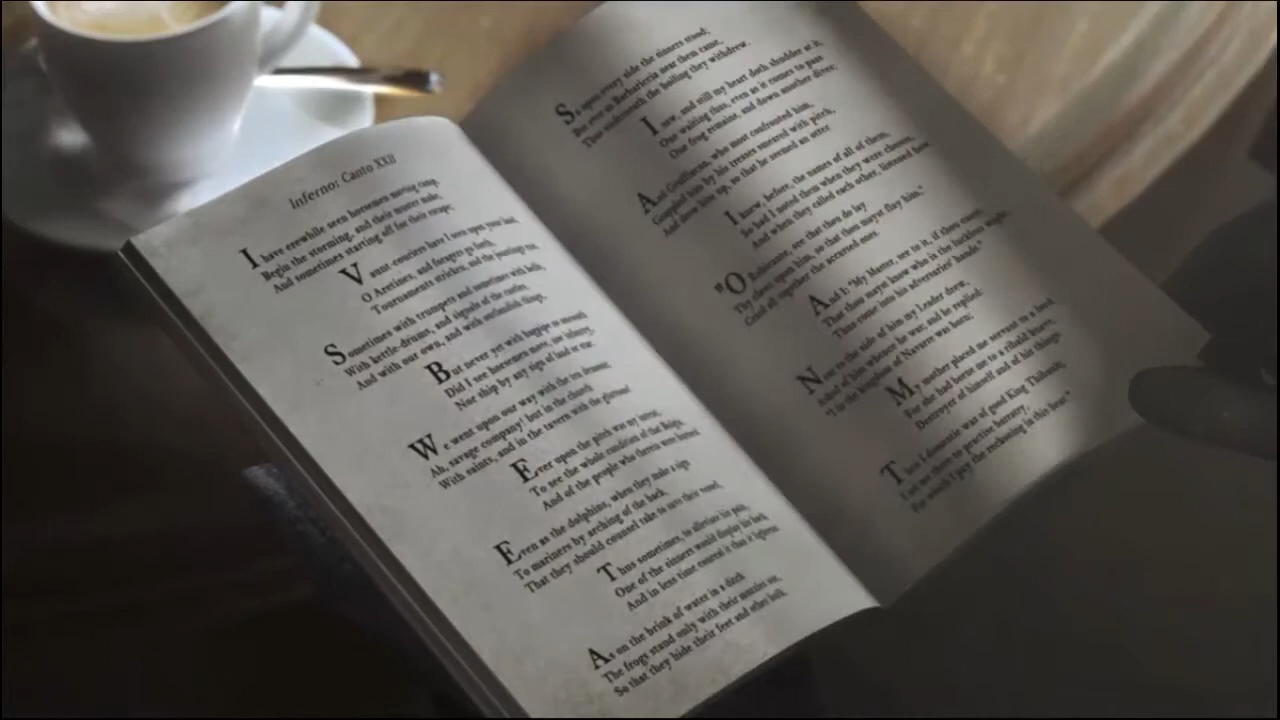 Inferno: Canto XXII
I have erewhile seen horsemen moving camp,
Begin the storming, and their muster make,
And sometimes starting off for their escape;
Vaunt-couriers have I seen upon your land,
O Aretines, and foragers go forth,
Tournaments stricken, and the joustings run,
Sometimes with trumpets and sometimes with bells,
With kettle-drums, and signals of the castles,
And with our own, and with outlandish things,
But never yet with bagpipe so uncouth
Did I see horsemen move, nor infantry,
Nor ship by any sign of land or star.
We went upon our way with the ten demons;
Ah, savage company! but in the church
With saints, and in the tavern with the gluttons!
Ever upon the pitch was my intent,
To see the whole condition of that Bolgia,
And of the people who therein were burned.
Even as the dolphins, when they make a sign
To mariners by arching of the back,
That they should counsel take to save their vessel,
Thus sometimes, to alleviate his pain,
One of the sinners would display his back,
And in less time conceal it than it lightens.
As on the brink of water in a ditch
The frogs stand only with their muzzles out,
So that they hide their feet and other bulk,
So upon every side the sinners stood;
But ever as Barbariccia near them came,
Thus underneath the boiling they withdrew.
I saw, and still my heart doth shudder at it,
One waiting thus, even as it comes to pass
One frog remains, and down another dives;
And Graffiacan, who most confronted him,
Grappled him by his tresses smeared with pitch,
And drew him up, so that he seemed an otter.
I knew, before, the names of all of them,
So had I noted them when they were chosen,
And when they called each other, listened how.
"O Rubicante, see that thou do lay
Thy claws upon him, so that thou mayst flay him,"
Cried all together the accursed ones.
And I: "My Master, see to it, if thou canst,
That thou mayst know who is the luckless wight,
Thus come into his adversaries' hands."
Near to the side of him my Leader drew,
Asked of him whence he was; and he replied:
"I in the kingdom of Navarre was born;
My mother placed me servant to a lord,
For she had borne me to a ribald knave,
Destroyer of himself and of his things.
Then I domestic was of good King Thibault;
I set me there to practise barratry,
For which I pay the reckoning in this heat."